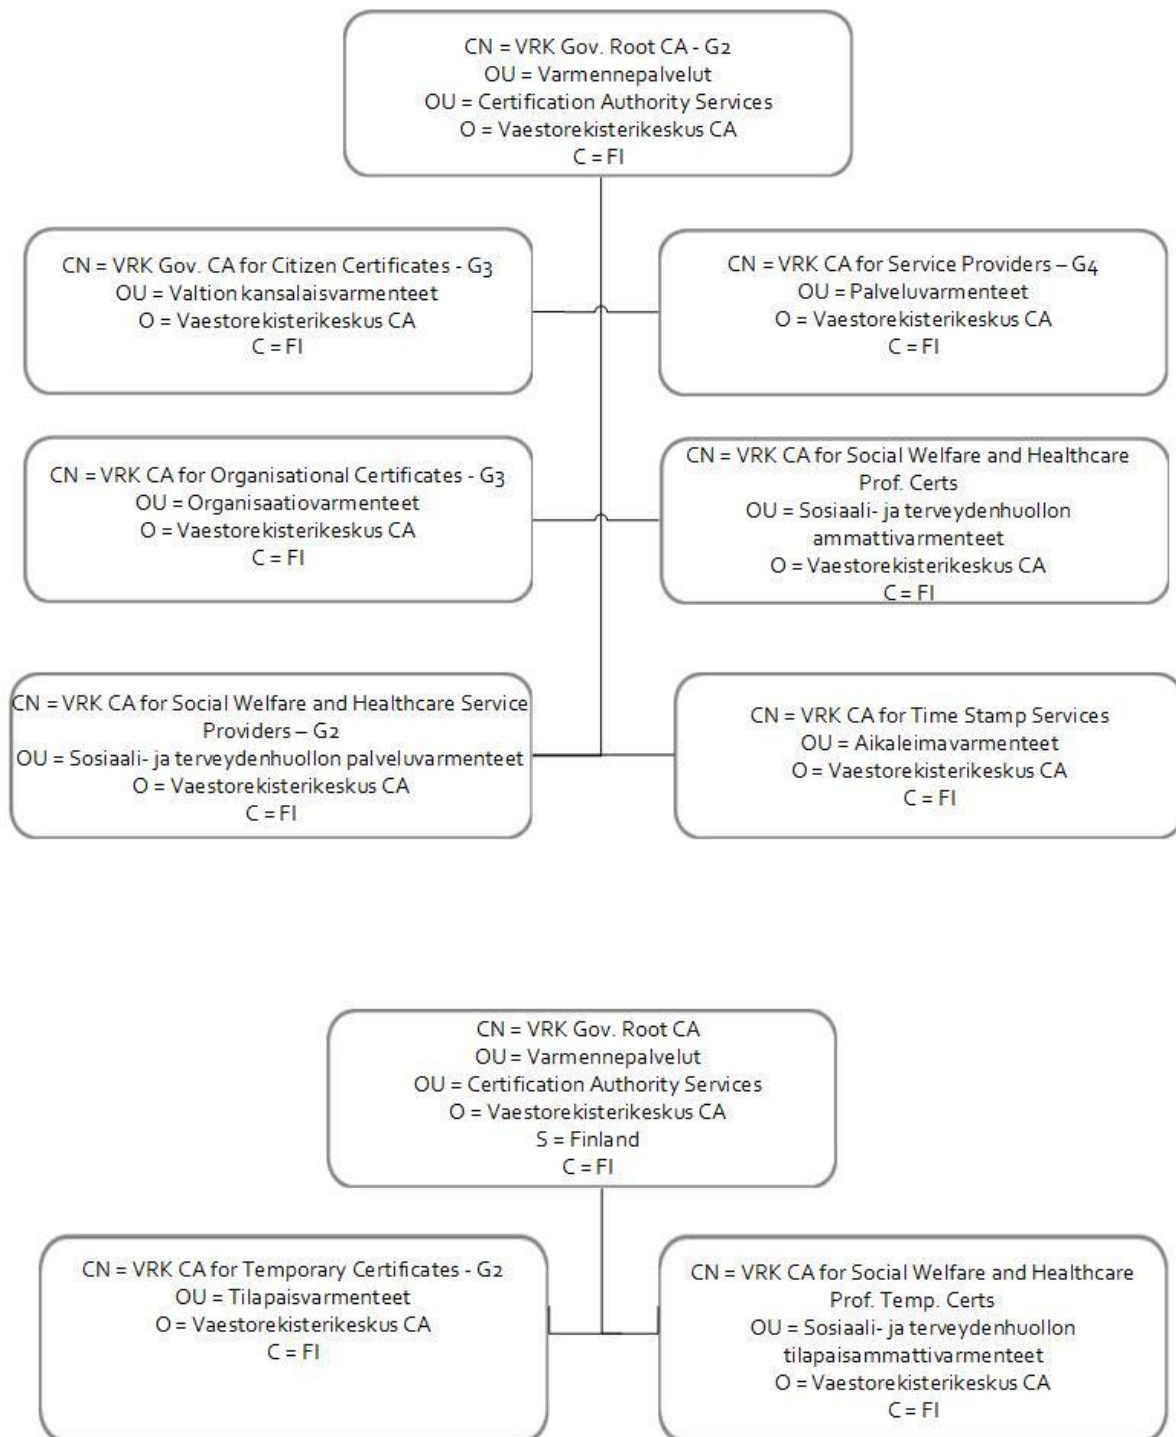 CN = VRK Gov. Root CA - G2
OU = Varmennepalvelut
OU = Certification Authority Services
O = Vaestorekisterikeskus CA
C = FI
CN = VRK Gov. CA for Citizen Certificates - G3
OU = Valtion kansalaisvarmenteet
O = Vaestorekisterikeskus CA
C = FI
CN = VRK CA for Service Providers – G4
OU = Palveluvarmenteet
O = Vaestorekisterikeskus CA
C = FI
CN = VRK CA for Organisational Certificates - G3
OU = Organisaatiovarmenteet
O = Vaestorekisterikeskus CA
C = FI
CN = VRK CA for Social Welfare and Healthcare
Prof. Certs
OU = Sosiaali- ja terveydenhuollon
ammattivarmenteet
O = Vaestorekisterikeskus CA
C = FI
CN = VRK CA for Social Welfare and Healthcare Service
Providers – G2
OU = Sosiaali- ja terveydenhuollon palveluvarmenteet
O = Vaestorekisterikeskus CA
C = FI
CN = VRK CA for Time Stamp Services
OU = Aikaleimavarmenteet
O = Vaestorekisterikeskus CA
C = FI
CN = VRK Gov. Root CA
OU = Varmennepalvelut
OU = Certification Authority Services
O = Vaestorekisterikeskus CA
S = Finland
C = FI
CN = VRK CA for Temporary Certificates - G2
OU = Tilapaisvarmenteet
O = Vaestorekisterikeskus CA
C = FI
CN = VRK CA for Social Welfare and Healthcare
Prof. Temp. Certs
OU = Sosiaali- ja terveydenhuollon
tilapaisammattivarmenteet
O = Vaestorekisterikeskus CA
C = FI